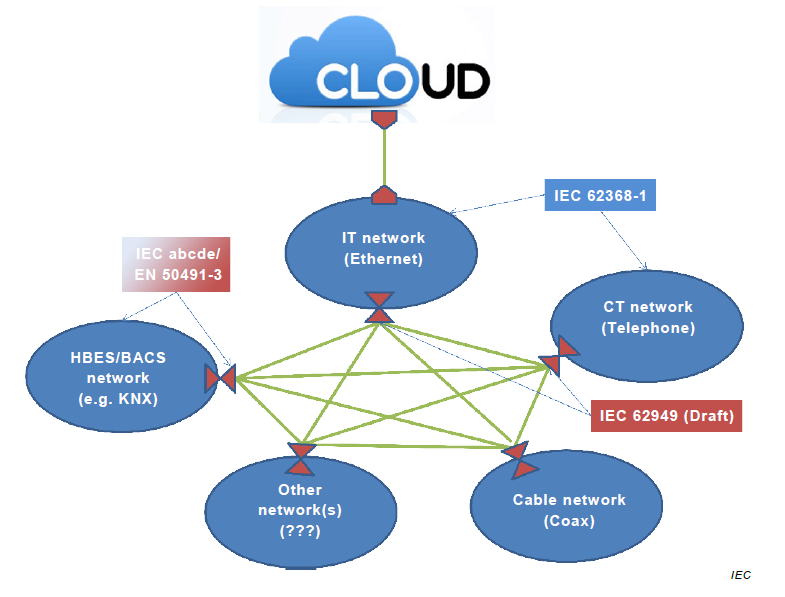 CLOUD
IEC 62368-1
IT network
(Ethernet)
IEC abcde/
EN 50491-3
CT network
(Telephone)
HBES/BACS
network
(e.g. KNX)
IEC 62949 (Draft)
Other
network(s)
(???)
Cable network
(Coax)
IEC